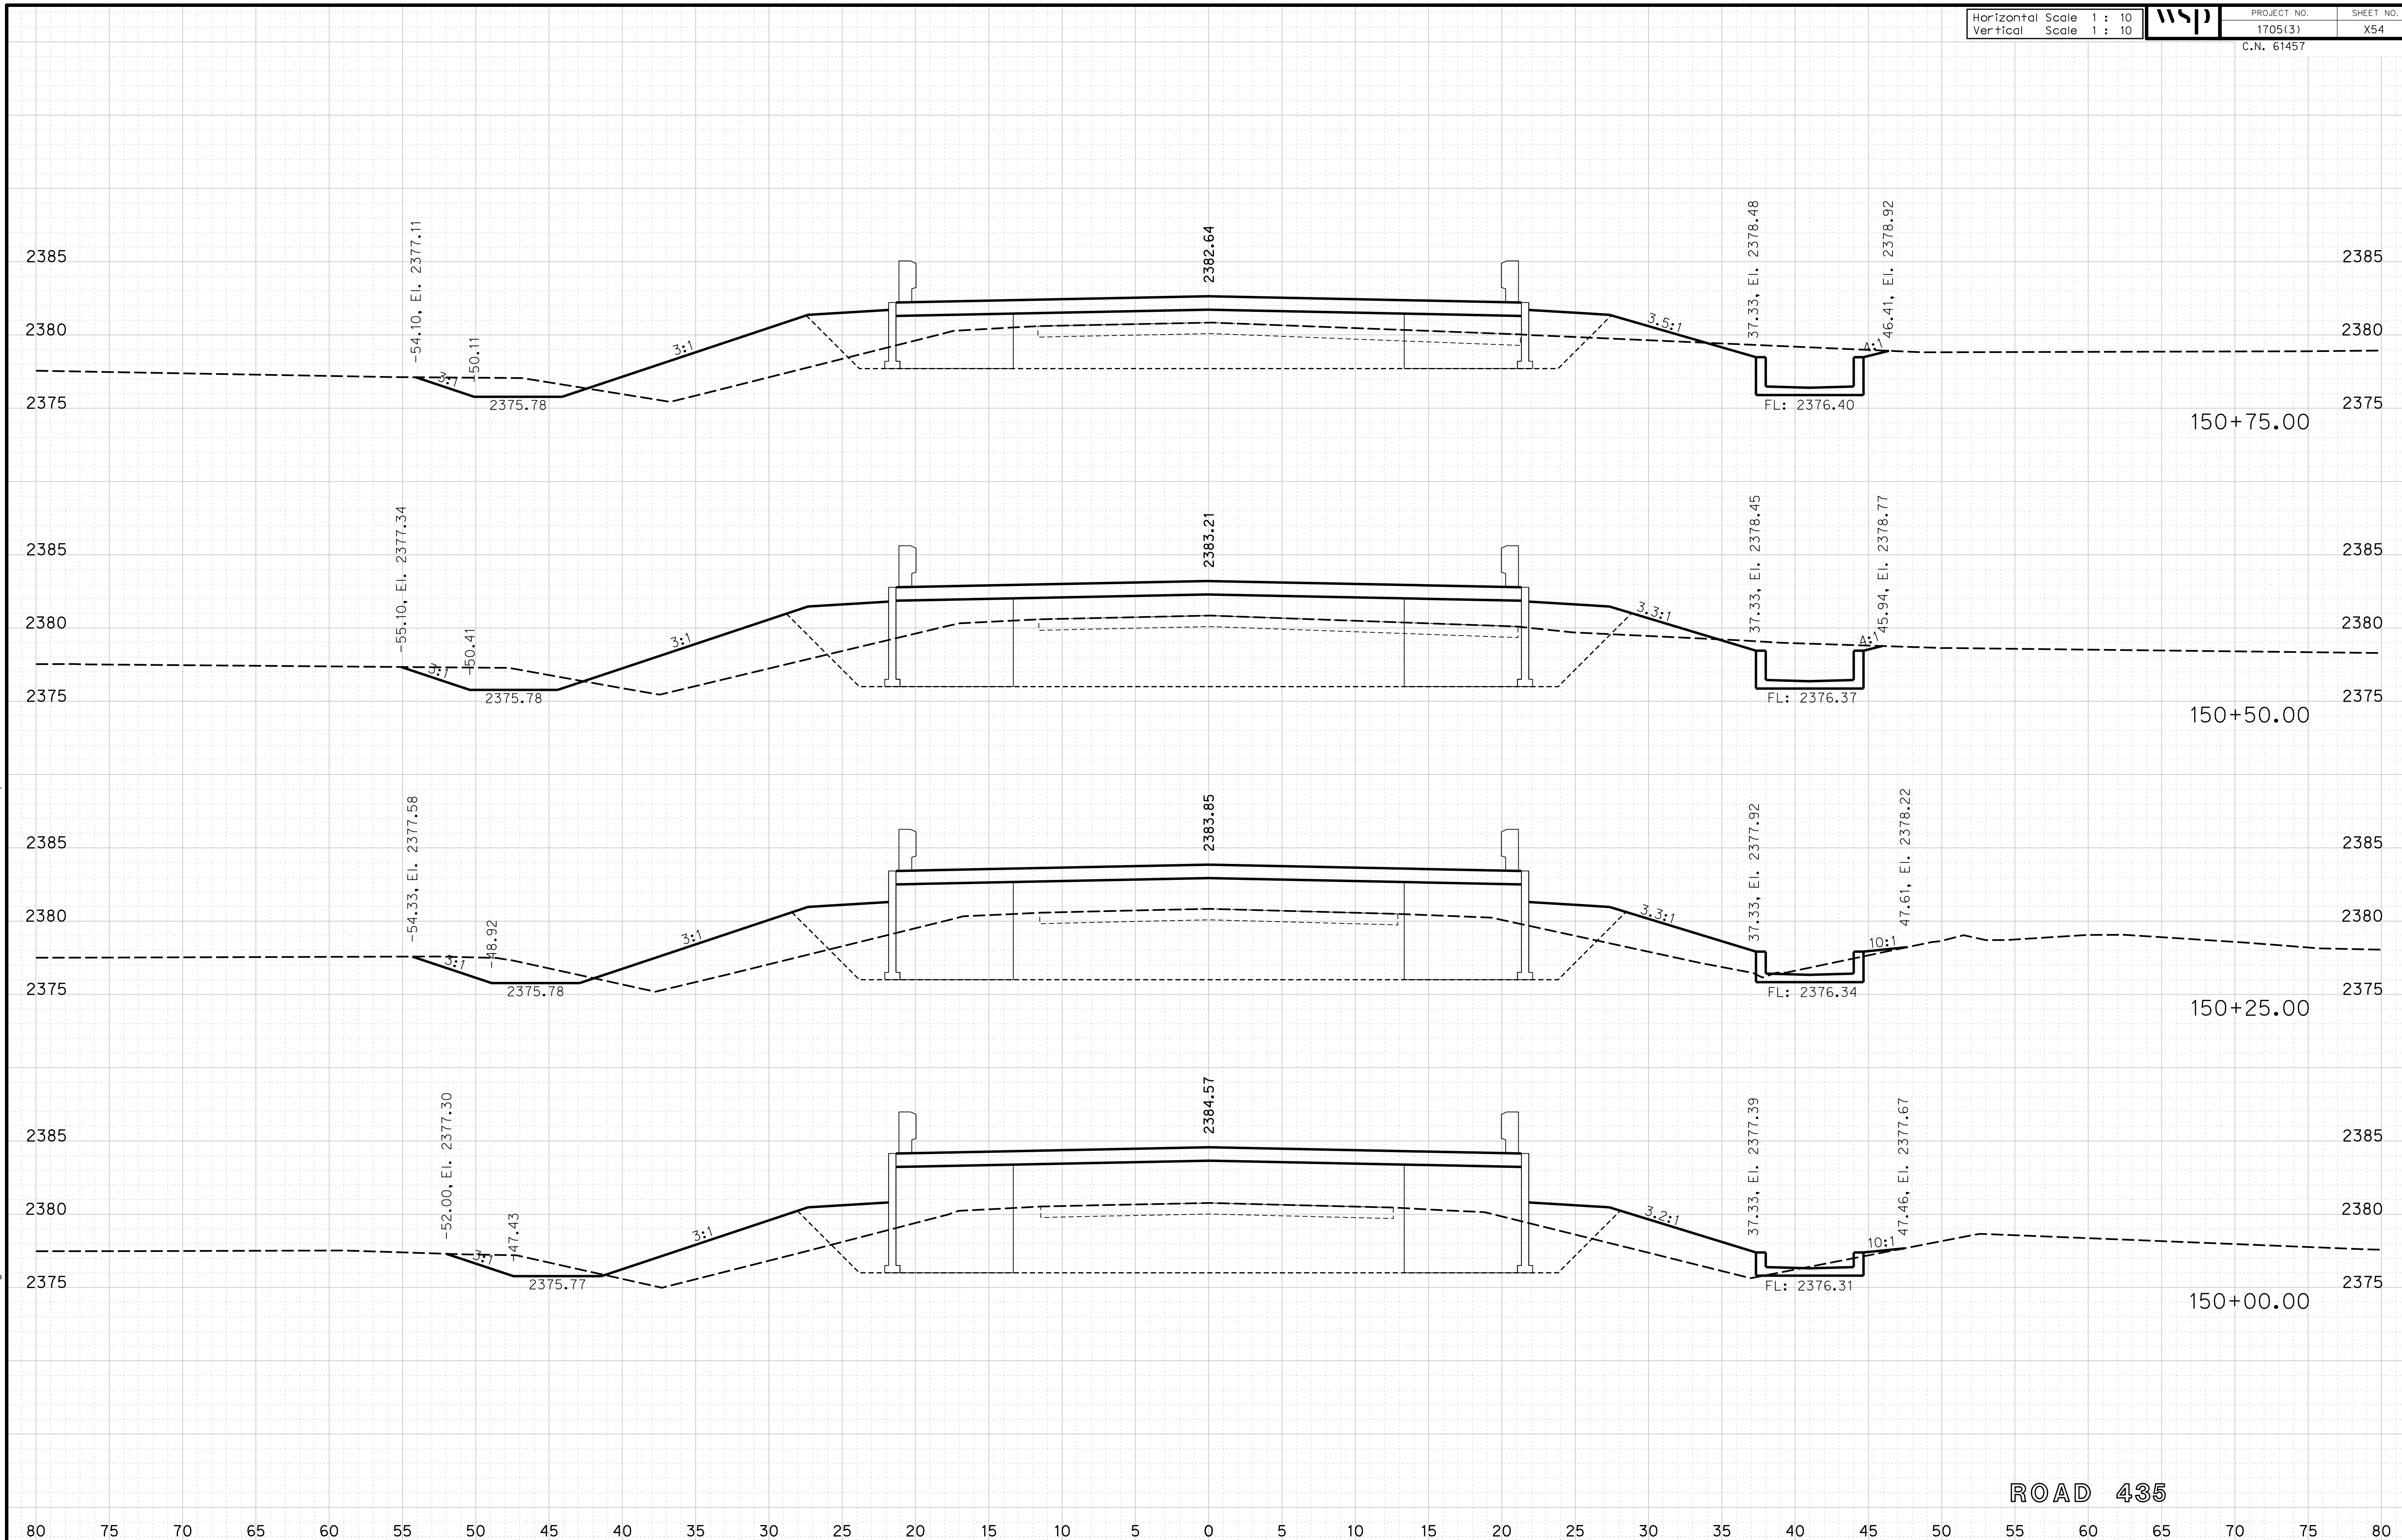 Horizontal Scale 1 : 10
Vertical Scale 1 : 10
wsp
PROJECT NO.
1705(3)
SHEET NO.
X54
C.N. 61457
-54.10, El. 2377.11
-50.11
2382.64
37.33, El. 2378.48
46.41, El. 2378.92
2385
2385
2380
2380
2375
2375
3:1
3:1
3.5:1
4:1
2375.78
FL: 2376.40
150+75.00
-55.10, El. 2377.34
-50.41
2383.21
37.33, El. 2378.45
45.94, El. 2378.77
2385
2385
2380
2380
2375
2375
3:1
3:1
3.3:1
4:1
2375.78
FL: 2376.37
150+50.00
-54.33, El. 2377.58
-48.92
2383.85
37.33, El. 2377.92
47.61, El. 2378.22
2385
2385
2380
2380
2375
2375
3:1
3:1
3.3:1
10:1
2375.78
FL: 2376.34
150+25.00
-52.00, El. 2377.30
-47.43
2384.57
37.33, El. 2377.39
47.46, El. 2377.67
2385
2385
2380
2380
2375
2375
3:1
3:1
3.2:1
10:1
2375.77
FL: 2376.31
150+00.00
ROAD 435
80 75 70 65 60 55 50 45 40 35 30 25 20 15 10 5 0 5 10 15 20 25 30 35 40 45 50 55 60 65 70 75 80